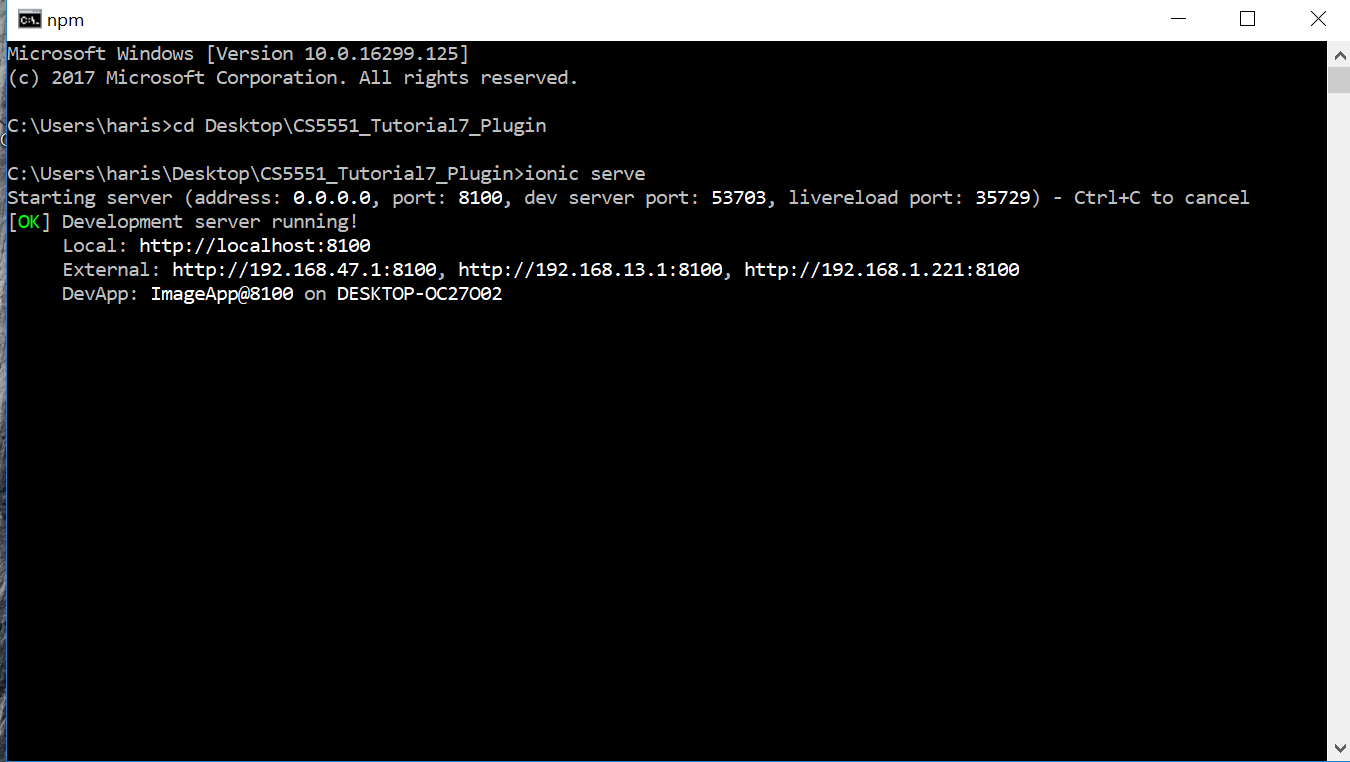 npm
Microsoft Windows [Version 10.0.16299.125]
(c) 2017 Microsoft Corporation. All rights reserved.
C:\Users\haris>cd Desktop\CS5551_Tutorial7_Plugin
C:\Users\haris\Desktop\CS5551_Tutorial7_Plugin>ionic serve
Starting server (address: 0.0.0.0, port: 8100, dev server port: 53703, livereload port: 35729) - Ctrl+C to cancel
[OK] Development server running!
     Local: http://localhost:8100
     External: http://192.168.47.1:8100, http://192.168.13.1:8100, http://192.168.1.221:8100
     DevApp: ImageApp@8100 on DESKTOP-OC27O02